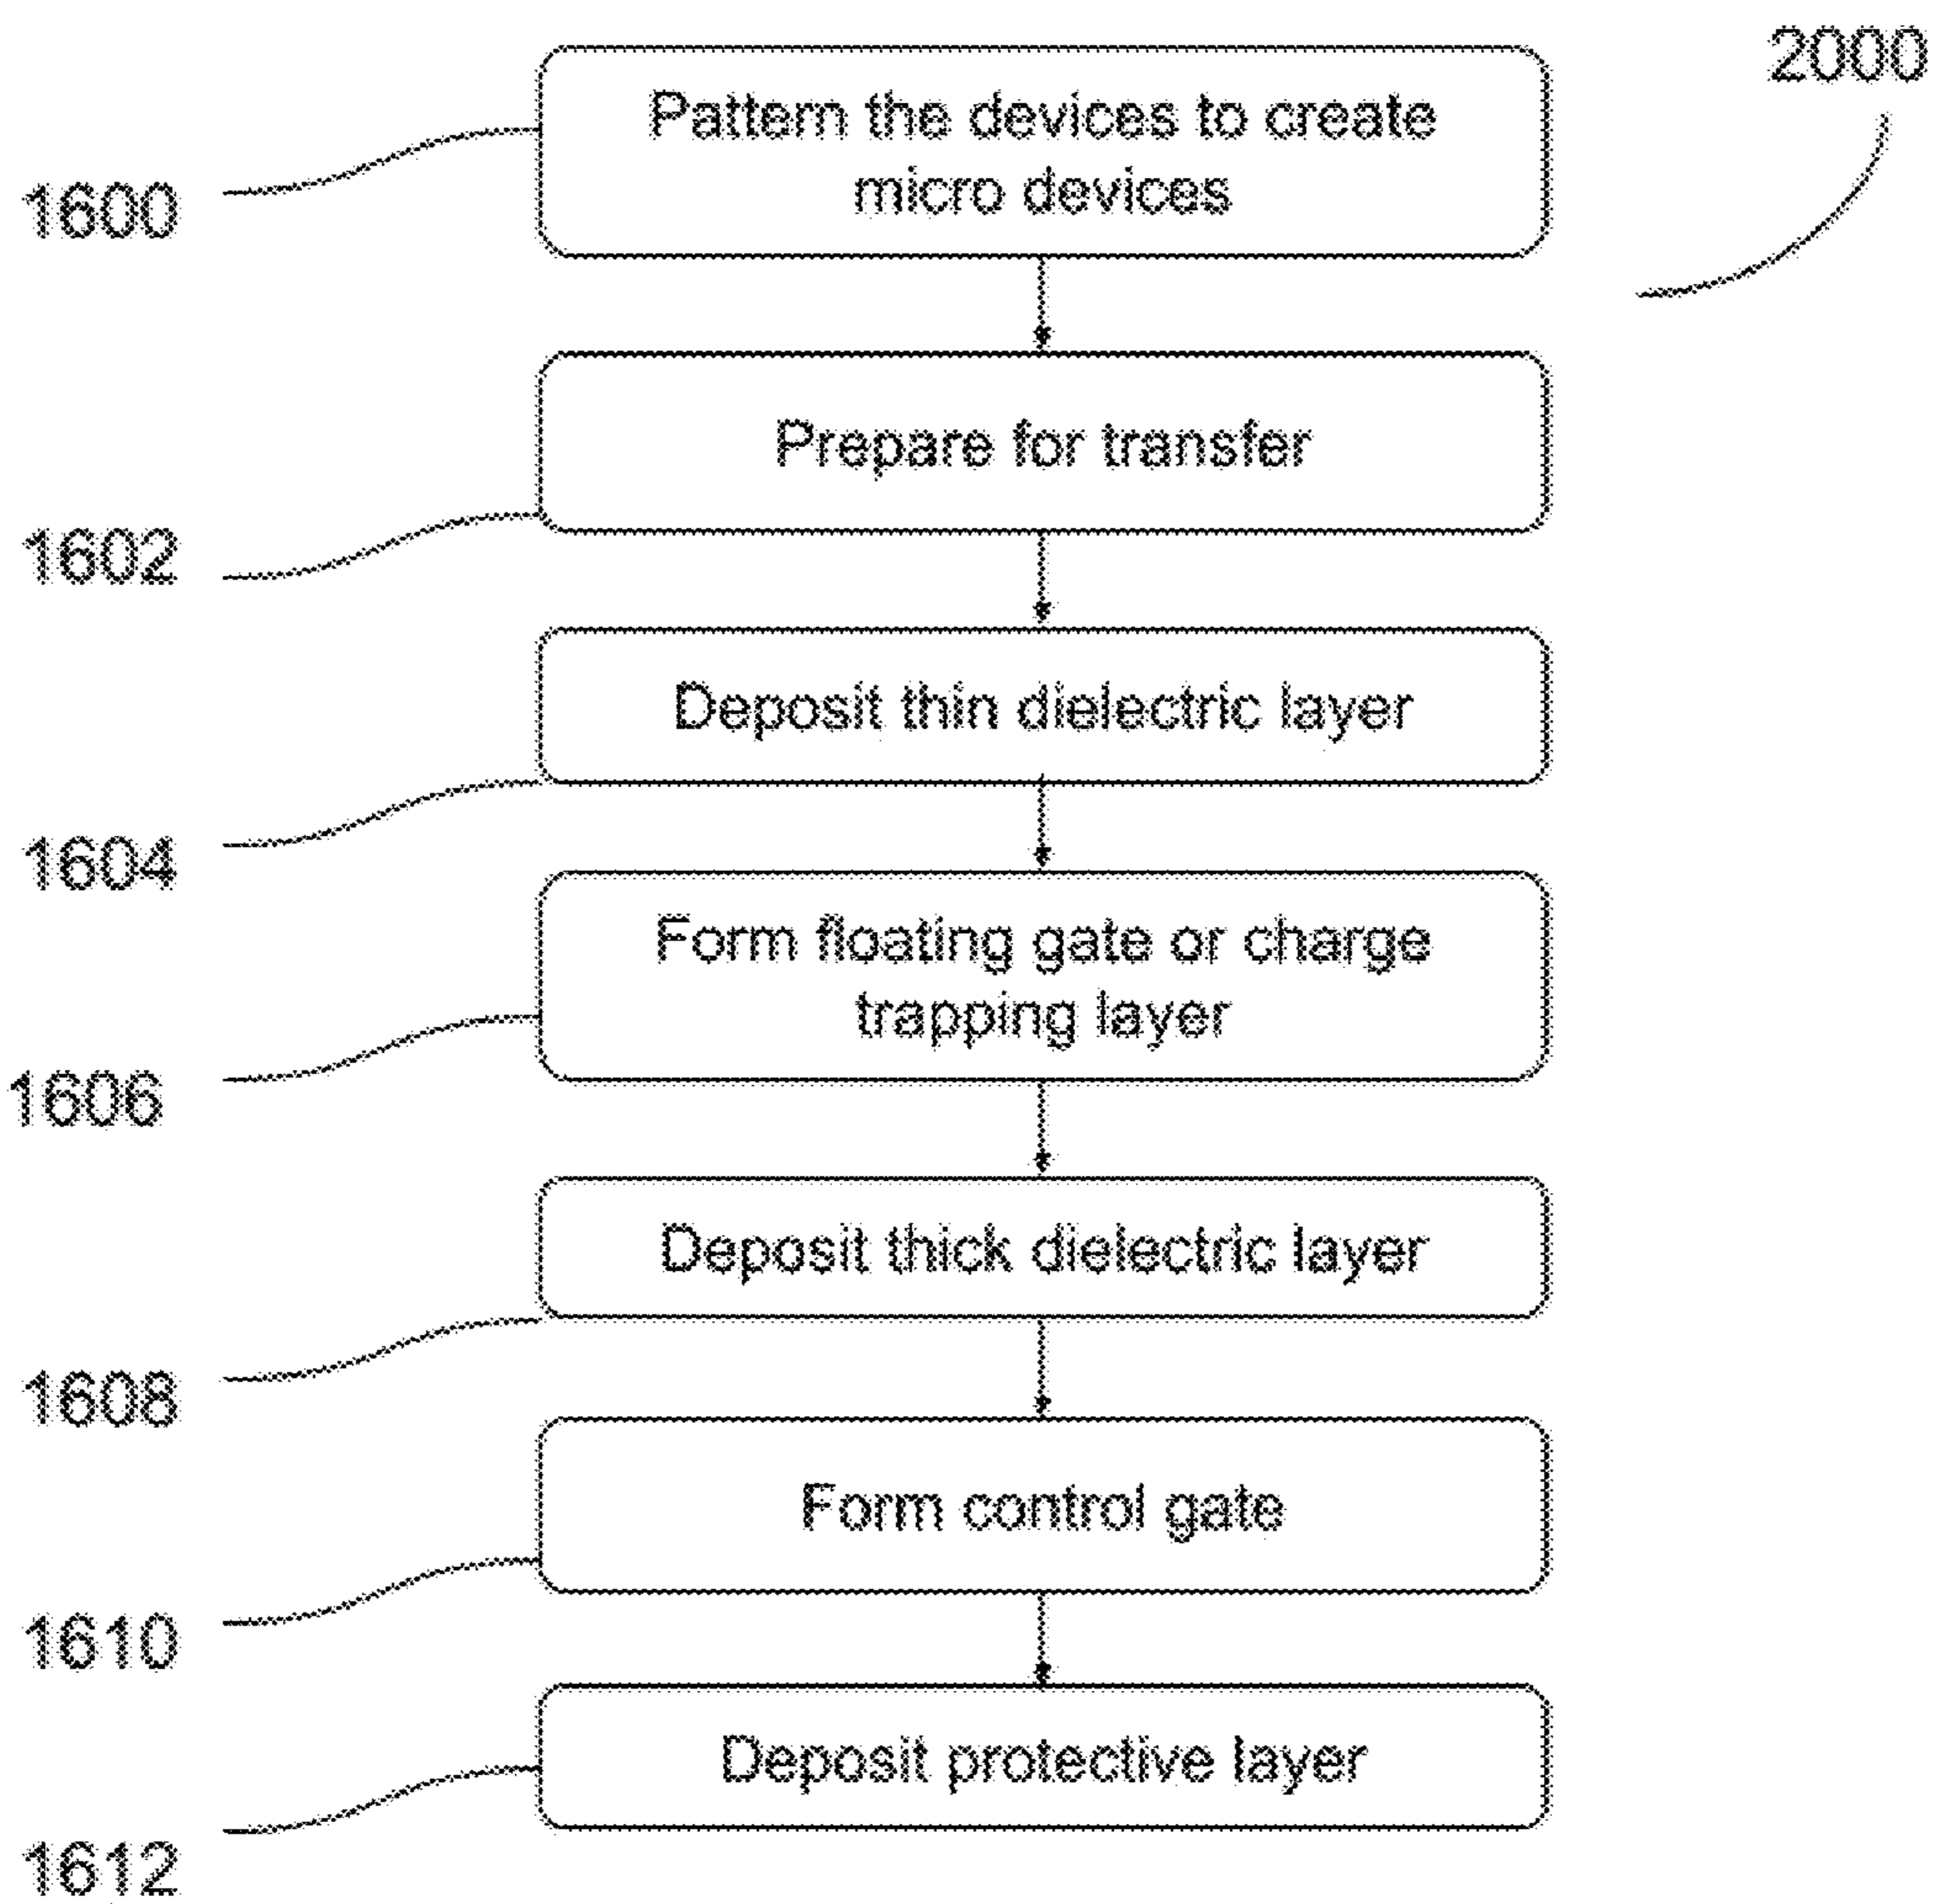 2000
Pattern the devices to create
micro devices
1600
Prepare for transfer
1602
Deposit thin dielectric layer
1604
Form floating gate or charge
trapping layer
1606
Deposit thick dielectric layer
1608
Form control gate
1610
Deposit protective layer
1612